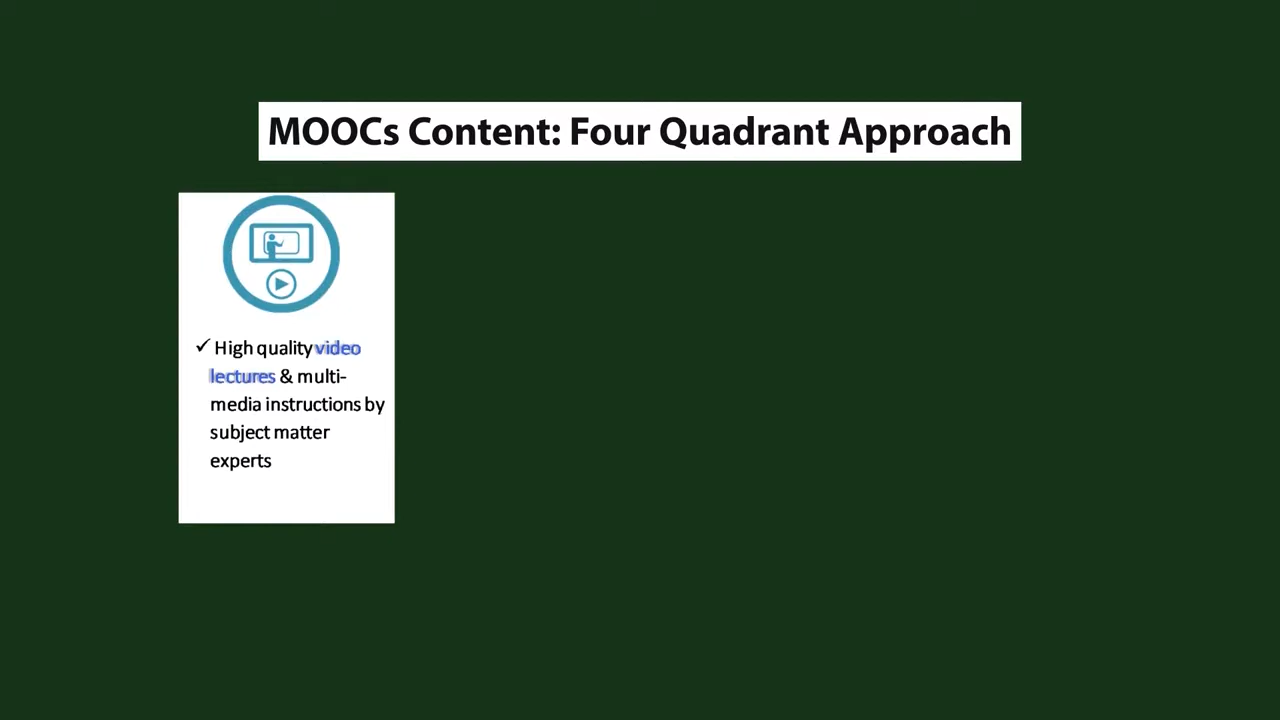 MOOCs Content: Four Quadrant Approach
✓ High quality video
lectures & multi-
media instructions by
subject matter
experts